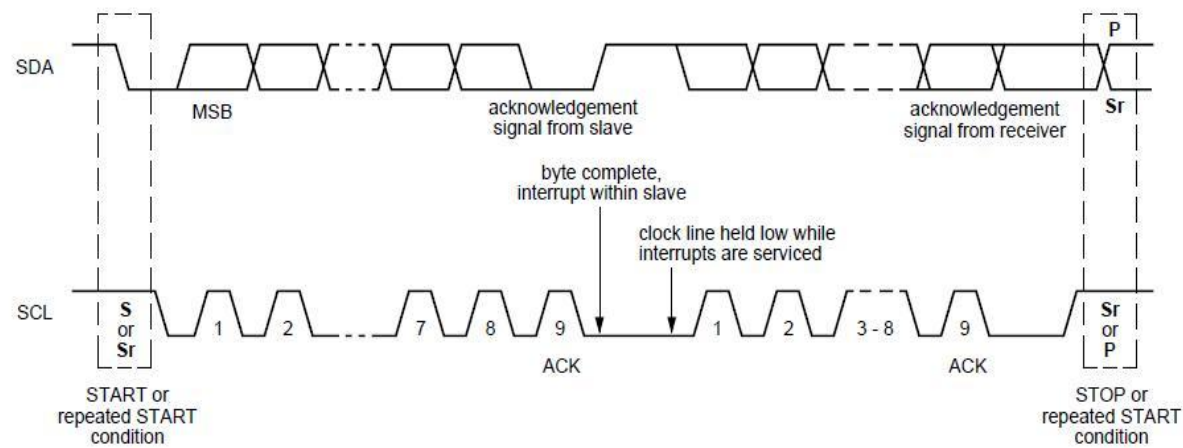 P
SDA
MSB
acknowledgement
signal from slave
acknowledgement
signal from receiver
Sr
byte complete,
interrupt within slave
clock line held low while
interrupts are serviced
SCL
S
or
Sr
1
2
7
8
9
1
2
3 - 8
9
Sr
or
P
ACK
ACK
START or
repeated START
condition
STOP or
repeated START
condition